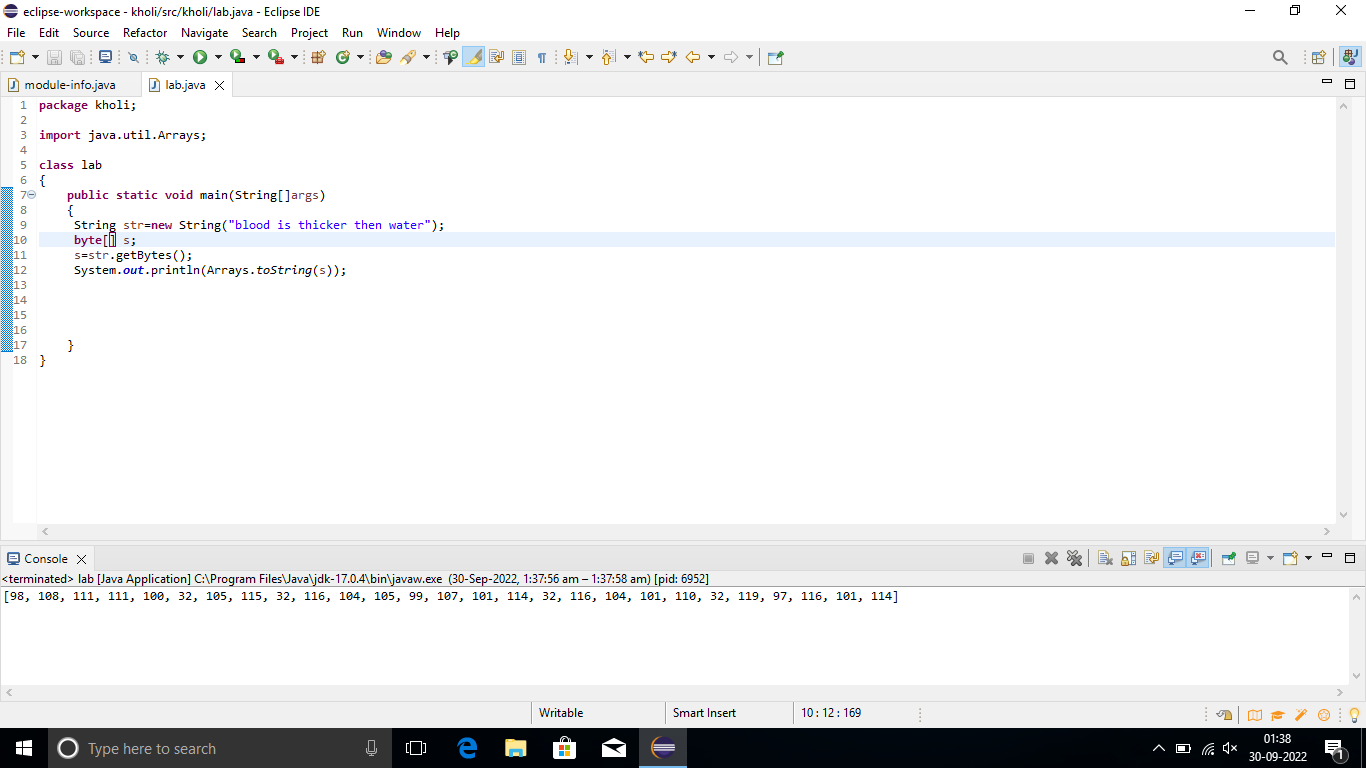 eclipse-workspace - kholi/src/kholi/lab.java - Eclipse IDE
File Edit Source Refactor Navigate Search Project Run Window Help
module-info.java lab.java
1 package kholi;
2
3 import java.util.Arrays;
4
5 class lab
6 {
7 public static void main(String[]args)
8 {
9 String str=new String("blood is thicker then water");
10 byte[] s;
11 s=str.getBytes();
12 System.out.println(Arrays.toString(s));
13
14
15
16
17 }
18 }
Console
<terminated> lab [Java Application] C:\Program Files\Java\jdk-17.0.4\bin\javaw.exe (30-Sep-2022, 1:37:56 am – 1:37:58 am) [pid: 6952]
[98, 108, 111, 111, 100, 32, 105, 115, 32, 116, 104, 105, 99, 107, 101, 114, 32, 116, 104, 101, 110, 32, 119, 97, 116, 101, 114]
Writable Smart Insert 10 : 12 : 169
Type here to search
01:38
30-09-2022
1